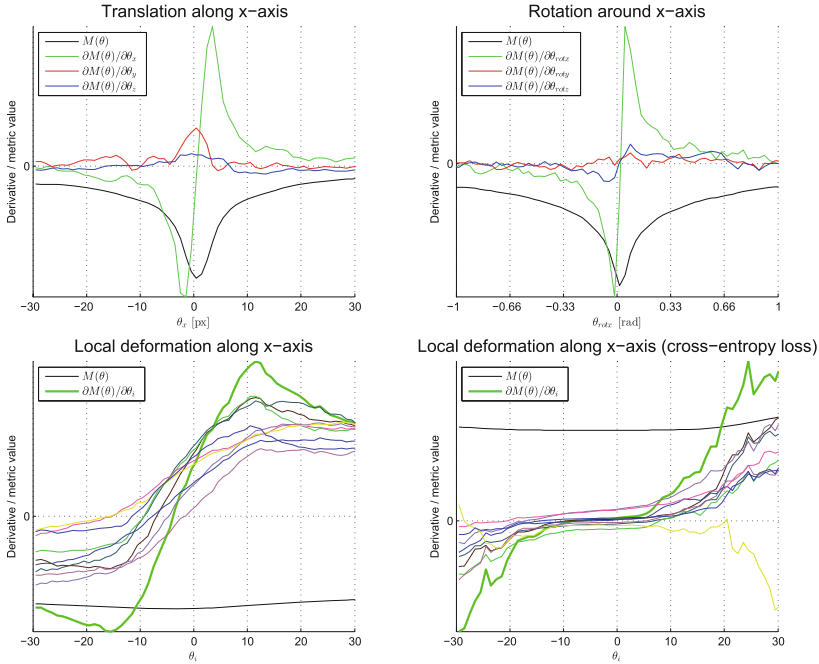 Translation along x−axis
M(θ)
∂M(θ)/∂θx
∂M(θ)/∂θy
∂M(θ)/∂θz
Derivative / metric value
0
−30 −20 −10 0 10 20 30
θx [px]
Rotation around x−axis
M(θ)
∂M(θ)/∂θrotx
∂M(θ)/∂θroty
∂M(θ)/∂θrotz
Derivative / metric value
0
−1 −0.66 −0.33 0 0.33 0.66 1
θrotx [rad]
Local deformation along x−axis
M(θ)
∂M(θ)/∂θi
Derivative / metric value
0
−30 −20 −10 0 10 20 30
θi
Local deformation along x−axis (cross−entropy loss)
M(θ)
∂M(θ)/∂θi
Derivative / metric value
0
−30 −20 −10 0 10 20 30
θi